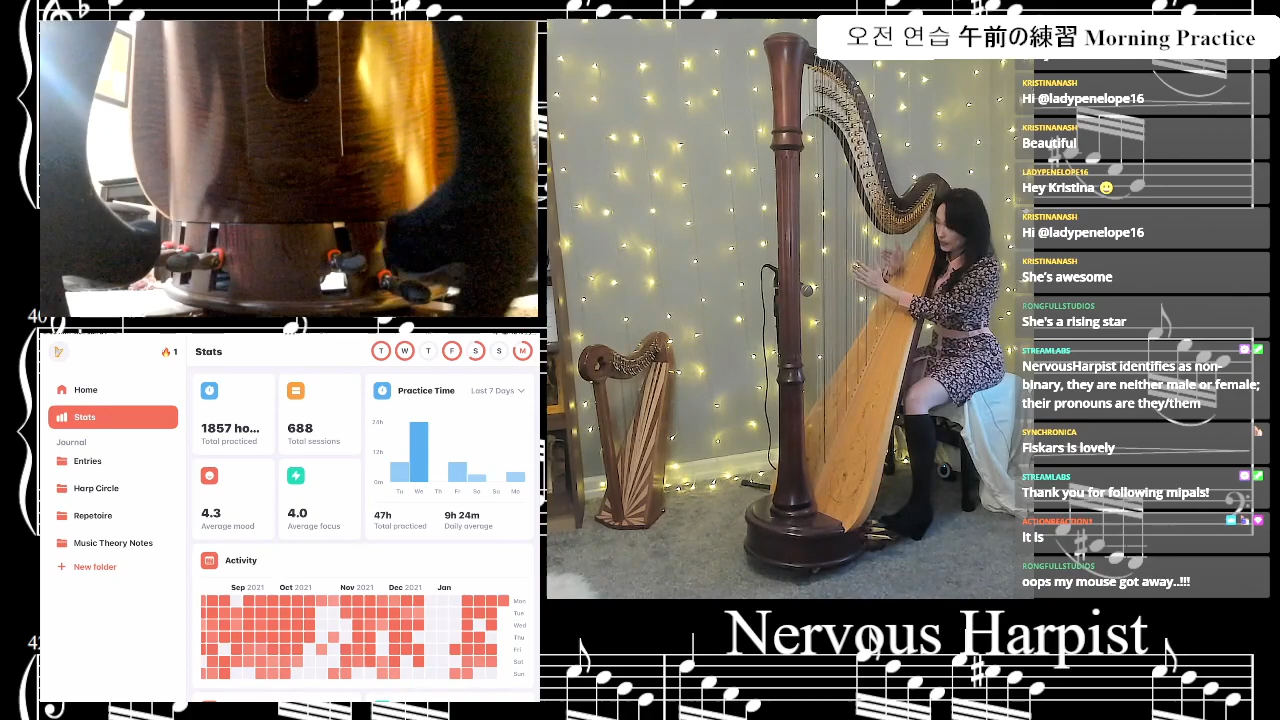 오전 연습 午前の練習 Morning Practice
KRISTINANASH
Hi @ladypenelope16
KRISTINANASH
Beautiful
LADYPENELOPE16
Hey Kristina
KRISTINANASH
Hi @ladypenelope16
KRISTINANASH
She's awesome
RONGFULLSTUDIOS
She's a rising star
STREAMLABS
NervousHarpist identifies as non-
binary, they are neither male or female;
their pronouns are they/them
SYNCHRONICA
Fiskars is lovely
STREAMLABS
Thank you for following mipals!
ACTIONREACTION1
It is
RONGFULLSTUDIOS
oops my mouse got away..!!!
Nervous Harpist
40
42
1
Home
Stats
Journal
Entries
Harp Circle
Repetoire
Music Theory Notes
+ New folder
Stats
T W T F S S M
1857 ho...
Total practiced
688
Total sessions
4.3
Average mood
4.0
Average focus
Practice Time
Last 7 Days
24h
12h
0m
Tu We Th Fr Sa Su Mo
47h
Total practiced
9h 24m
Daily average
Activity
Sep 2021 Oct 2021 Nov 2021 Dec 2021 Jan
Mon
Tue
Wed
Thu
Fri
Sat
Sun